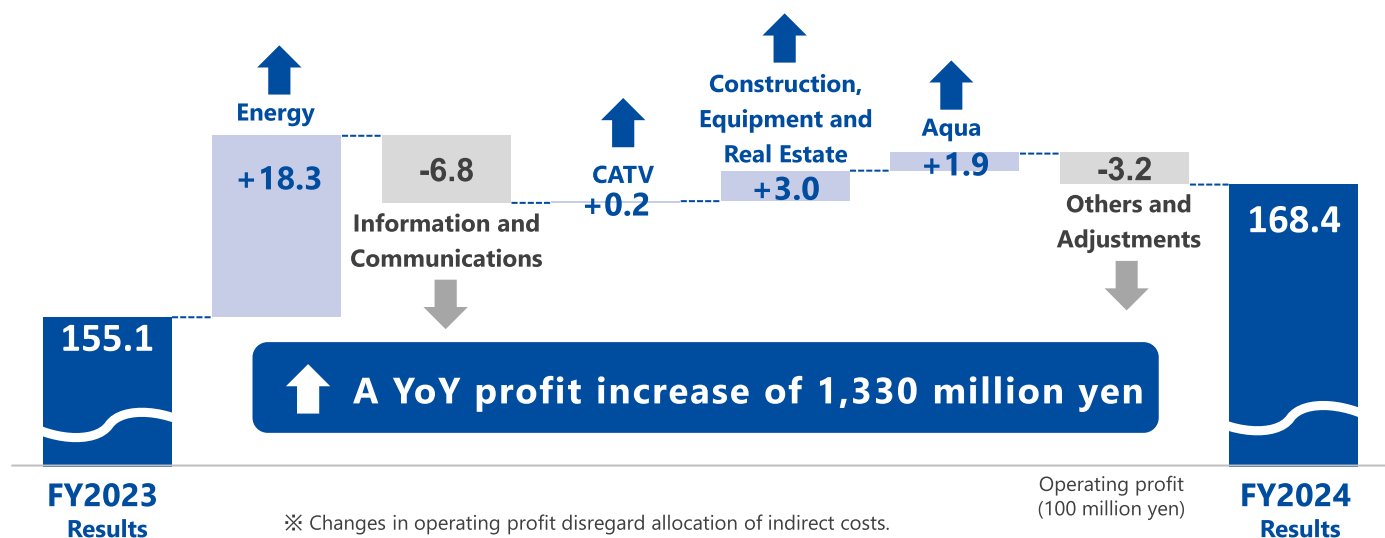 Energy
+18.3
-6.8
Information and
Communications
CATV
+0.2
Construction,
Equipment and
Real Estate
+3.0
Aqua
+1.9
-3.2
Others and
Adjustments
155.1
168.4
A YoY profit increase of 1,330 million yen
FY2023
Results
※ Changes in operating profit disregard allocation of indirect costs.
Operating profit
(100 million yen)
FY2024
Results